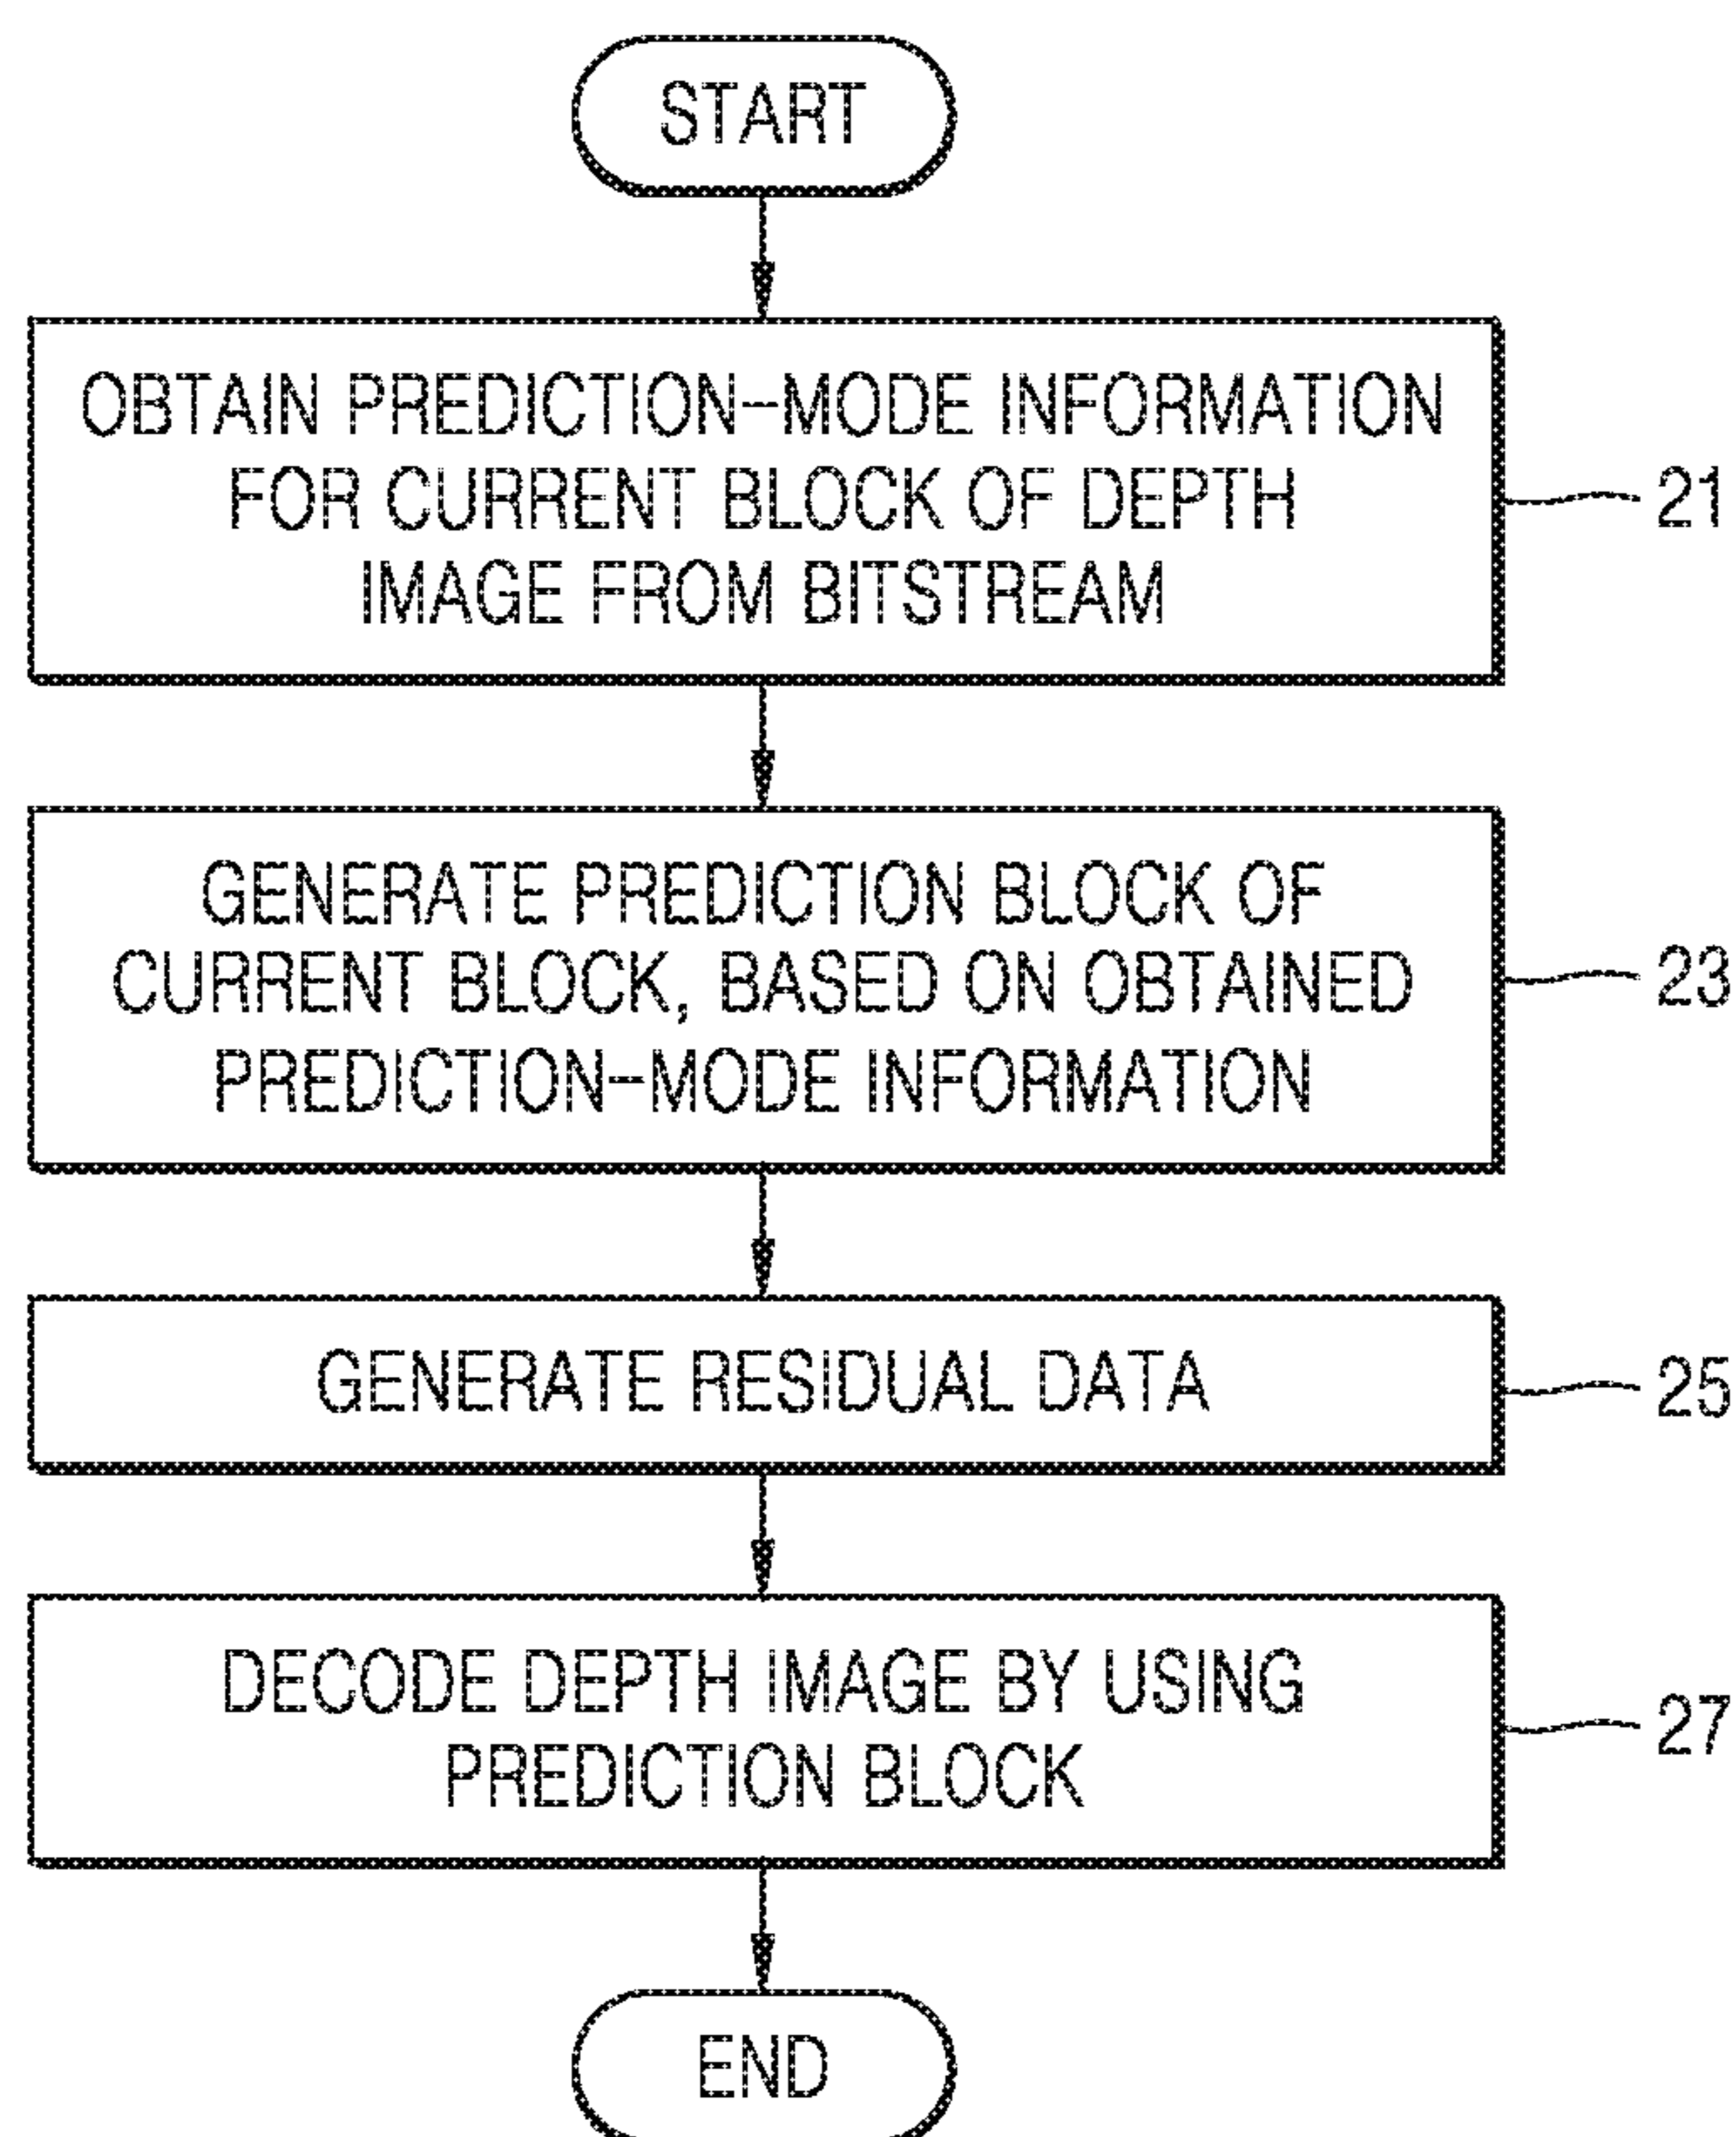 START
OBTAIN PREDICTION-MODE INFORMATION
FOR CURRENT BLOCK OF DEPTH
IMAGE FROM BITSTREAM
21
GENERATE PREDICTION BLOCK OF
CURRENT BLOCK, BASED ON OBTAINED
PREDICTION-MODE INFORMATION
23
GENERATE RESIDUAL DATA
25
DECODE DEPTH IMAGE BY USING
PREDICTION BLOCK
27
END